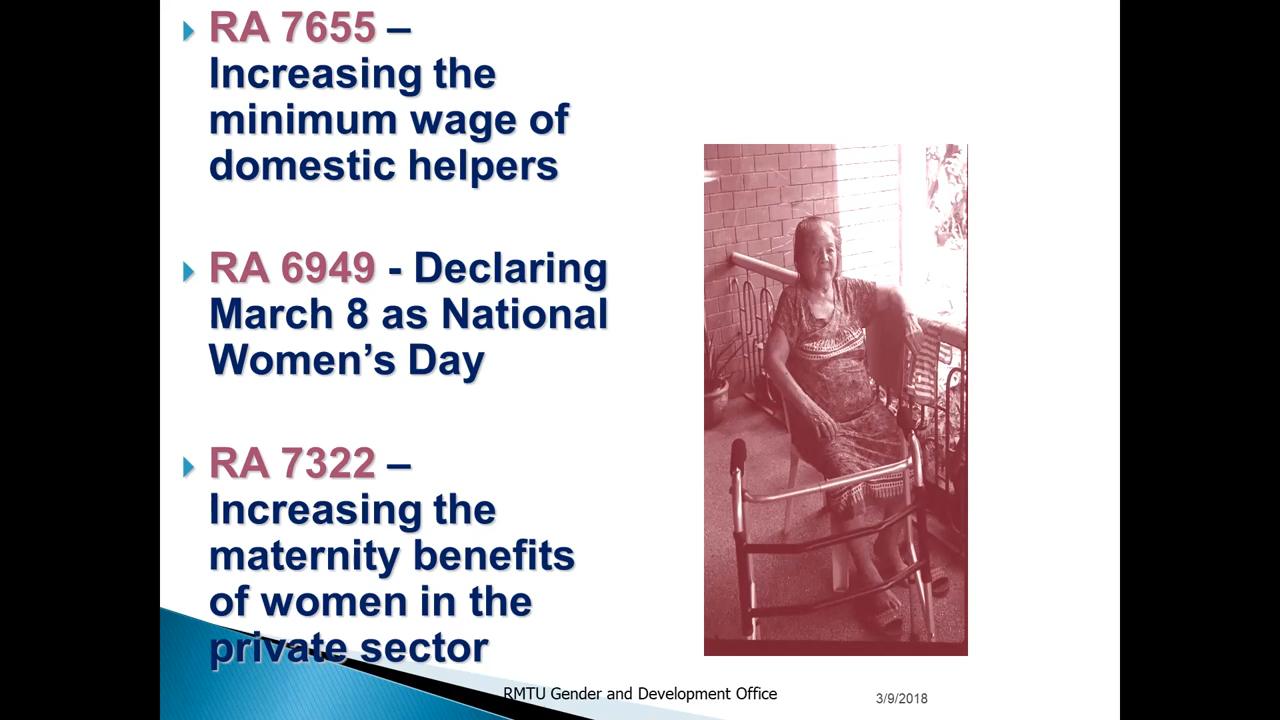 RA 7655 –
Increasing the
minimum wage of
domestic helpers
RA 6949 - Declaring
March 8 as National
Women’s Day
RA 7322 –
Increasing the
maternity benefits
of women in the
private sector
RMTU Gender and Development Office
3/9/2018